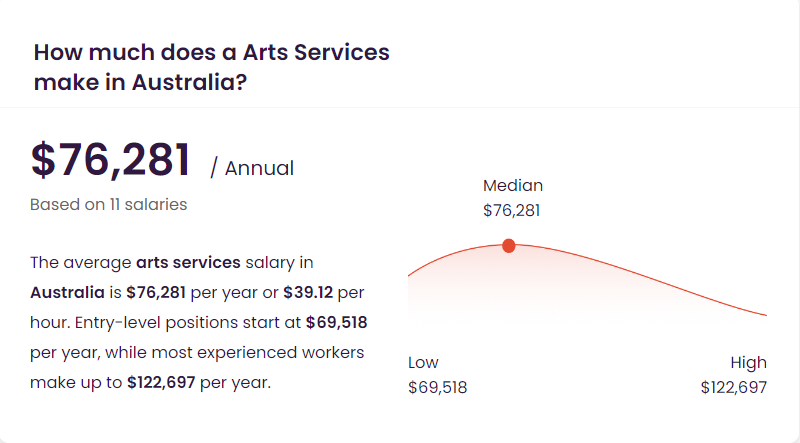 How much does a Arts Services
make in Australia?
$76,281 / Annual
Based on 11 salaries
The average arts services salary in
Australia is $76,281 per year or $39.12 per
hour. Entry-level positions start at $69,518
per year, while most experienced workers
make up to $122,697 per year.
Median
$76,281
Low
$69,518
High
$122,697